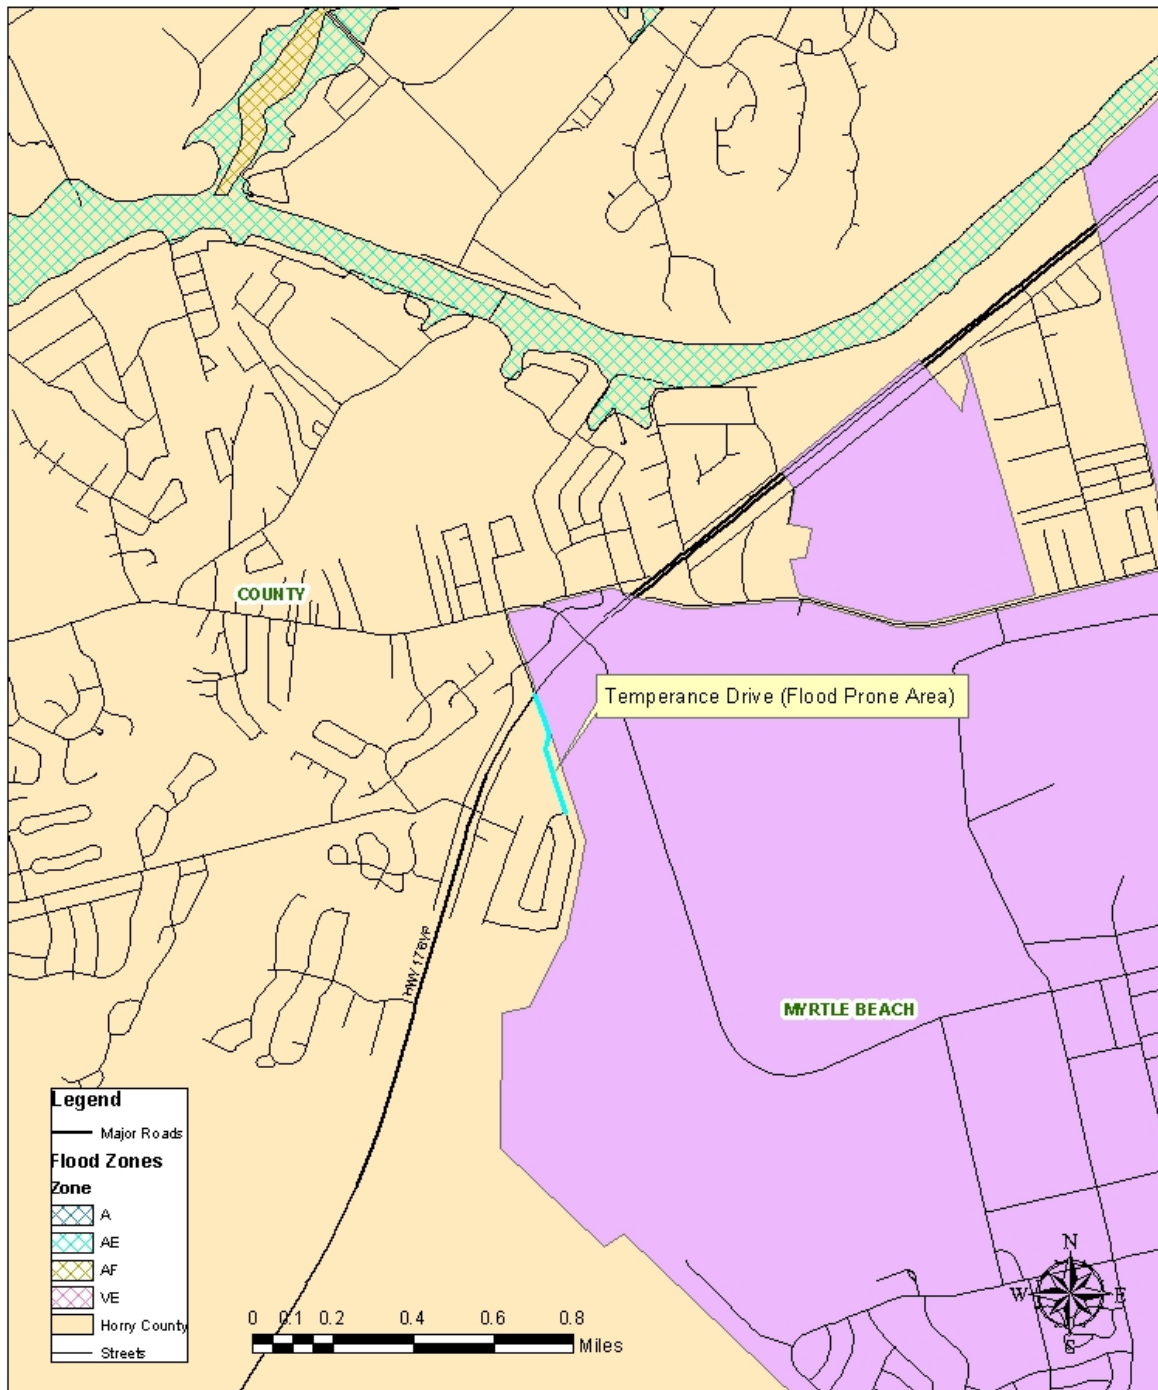 COUNTY
Temperance Drive (Flood Prone Area)
HWY 17 BYP
MYRTLE BEACH
Legend
Major Roads
Flood Zones
Zone
A
AE
AF
VE
Horry County
Streets
0 0.1 0.2 0.4 0.6 0.8
Miles
N
W E
S